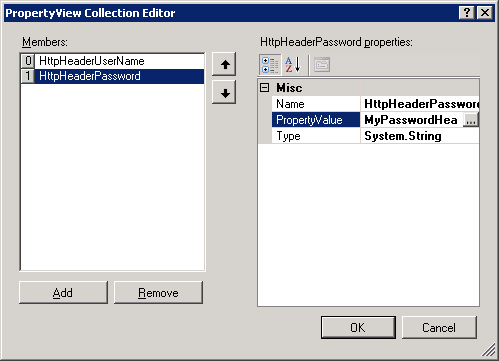 PropertyView Collection Editor
Members:
0 HttpHeaderUserName
1 HttpHeaderPassword
Add Remove
HttpHeaderPassword properties:
Misc
Name HttpHeaderPassword
PropertyValue MyPasswordHea ...
Type System.String
OK Cancel